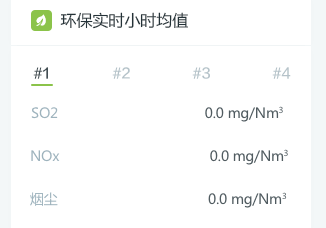 环保实时小时均值
#1 #2 #3 #4
SO2 0.0 mg/Nm³
NOx 0.0 mg/Nm³
烟尘 0.0 mg/Nm³